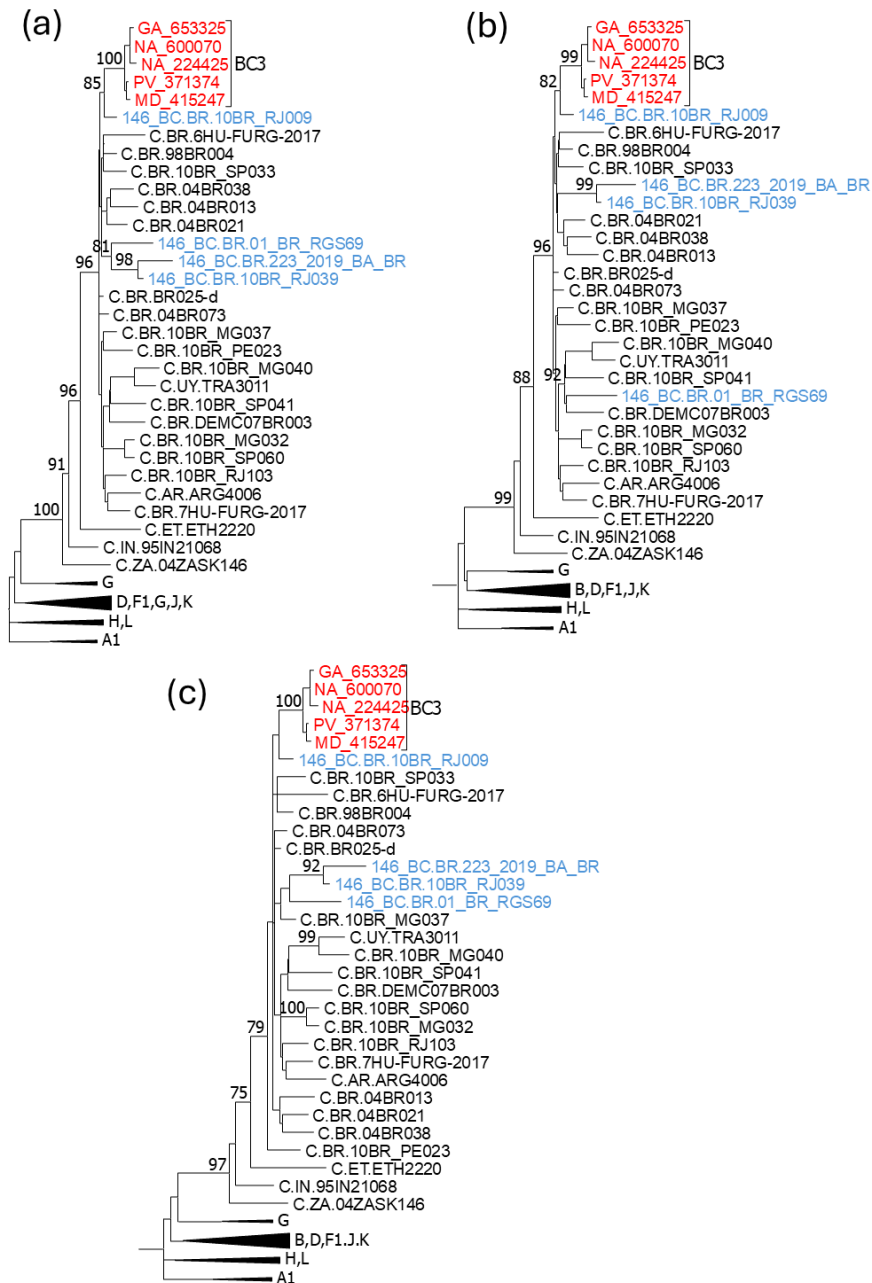 (a)
GA_653325
NA_600070
100
NA_224425
BC3
PV_371374
85
MD_415247
146_BC.BR.10BR_RJ009
C.BR.6HU-FURG-2017
C.BR.98BR004
C.BR.10BR_SP033
C.BR.04BR038
C.BR.04BR013
C.BR.04BR021
81
146_BC.BR.01_BR_RGS69
98
146_BC.BR.223_2019_BA_BR
96
146_BC.BR.10BR_RJ039
C.BR.BR025-d
C.BR.04BR073
C.BR.10BR_MG037
C.BR.10BR_PE023
C.BR.10BR_MG040
C.UY.TRA3011
96
C.BR.10BR_SP041
C.BR.DEMC07BR003
C.BR.10BR_MG032
C.BR.10BR_SP060
91
C.BR.10BR_RJ103
C.AR.ARG4006
100
C.BR.7HU-FURG-2017
C.ET.ETH2220
C.IN.95IN21068
C.ZA.04ZASK146
G
D,F1,G,J,K
H,L
A1
(b)
GA_653325
NA_600070
99
NA_224425
BC3
82
PV_371374
MD_415247
146_BC.BR.10BR_RJ009
C.BR.6HU-FURG-2017
C.BR.98BR004
C.BR.10BR_SP033
99
146_BC.BR.223_2019_BA_BR
146_BC.BR.10BR_RJ039
C.BR.04BR021
96
C.BR.04BR038
C.BR.04BR013
C.BR.BR025-d
C.BR.04BR073
C.BR.10BR_MG037
C.BR.10BR_PE023
C.BR.10BR_MG040
C.UY.TRA3011
92
C.BR.10BR_SP041
88
146_BC.BR.01_BR_RGS69
C.BR.DEMC07BR003
C.BR.10BR_MG032
C.BR.10BR_SP060
C.BR.10BR_RJ103
C.AR.ARG4006
99
C.BR.7HU-FURG-2017
C.ET.ETH2220
C.IN.95IN21068
C.ZA.04ZASK146
G
B,D,F1,J,K
H,L
A1
(c)
GA_653325
NA_600070
100
NA_224425
BC3
PV_371374
MD_415247
146_BC.BR.10BR_RJ009
C.BR.10BR_SP033
C.BR.6HU-FURG-2017
C.BR.98BR004
C.BR.04BR073
C.BR.BR025-d
92
146_BC.BR.223_2019_BA_BR
146_BC.BR.10BR_RJ039
146_BC.BR.01_BR_RGS69
C.BR.10BR_MG037
99
C.UY.TRA3011
C.BR.10BR_MG040
C.BR.10BR_SP041
C.BR.DEMC07BR003
100
C.BR.10BR_SP060
C.BR.10BR_MG032
79
C.BR.10BR_RJ103
C.BR.7HU-FURG-2017
C.AR.ARG4006
75
C.BR.04BR013
C.BR.04BR021
C.BR.04BR038
C.BR.10BR_PE023
97
C.ET.ETH2220
C.IN.95IN21068
C.ZA.04ZASK146
G
B,D,F1.J.K
H,L
A1